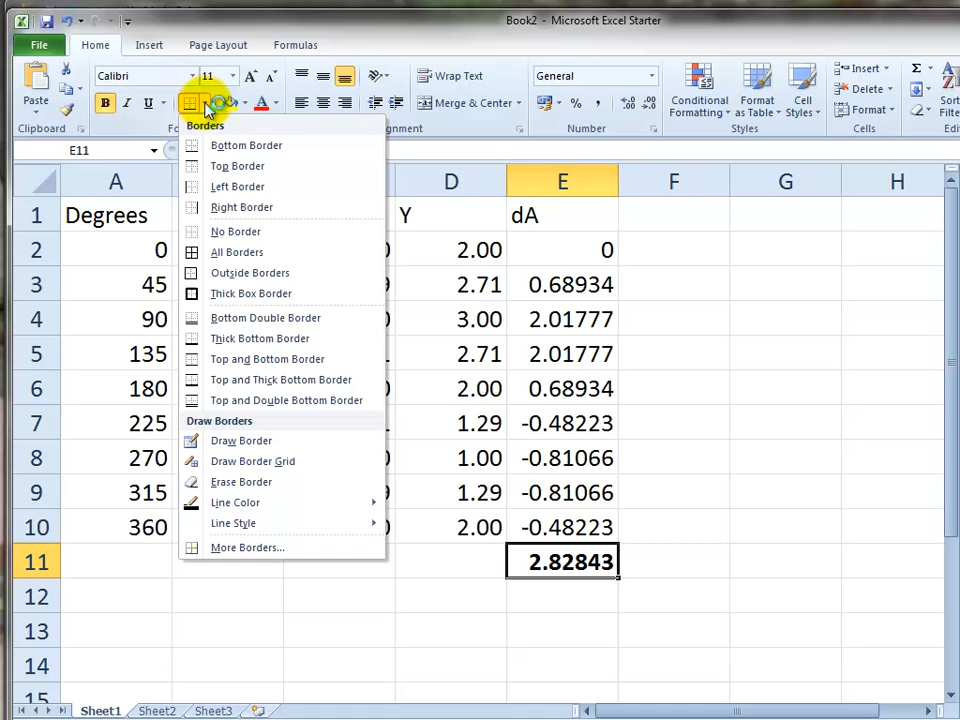 Book2 - Microsoft Excel Starter
File Home Insert Page Layout Formulas
Calibri 11 Wrap Text General Insert
Paste B I U Merge & Center % Conditional Formatting Format Table Cell Styles Delete Format
Clipboard Number Styles Cells
E11
Borders
Bottom Border
Top Border
Left Border
Right Border
No Border
All Borders
Outside Borders
Thick Box Border
Bottom Double Border
Thick Bottom Border
Top and Bottom Border
Top and Thick Bottom Border
Top and Double Bottom Border
Draw Borders
Draw Border
Draw Border Grid
Erase Border
Line Color
Line Style
More Borders...
A D E F G H
1 Degrees Y dA
2 0 2.00 0
3 45 2.71 0.68934
4 90 3.00 2.01777
5 135 2.71 2.01777
6 180 2.00 0.68934
7 225 1.29 -0.48223
8 270 1.00 -0.81066
9 315 1.29 -0.81066
10 360 2.00 -0.48223
11 2.82843
12
13
14
15
Sheet1 Sheet2 Sheet3